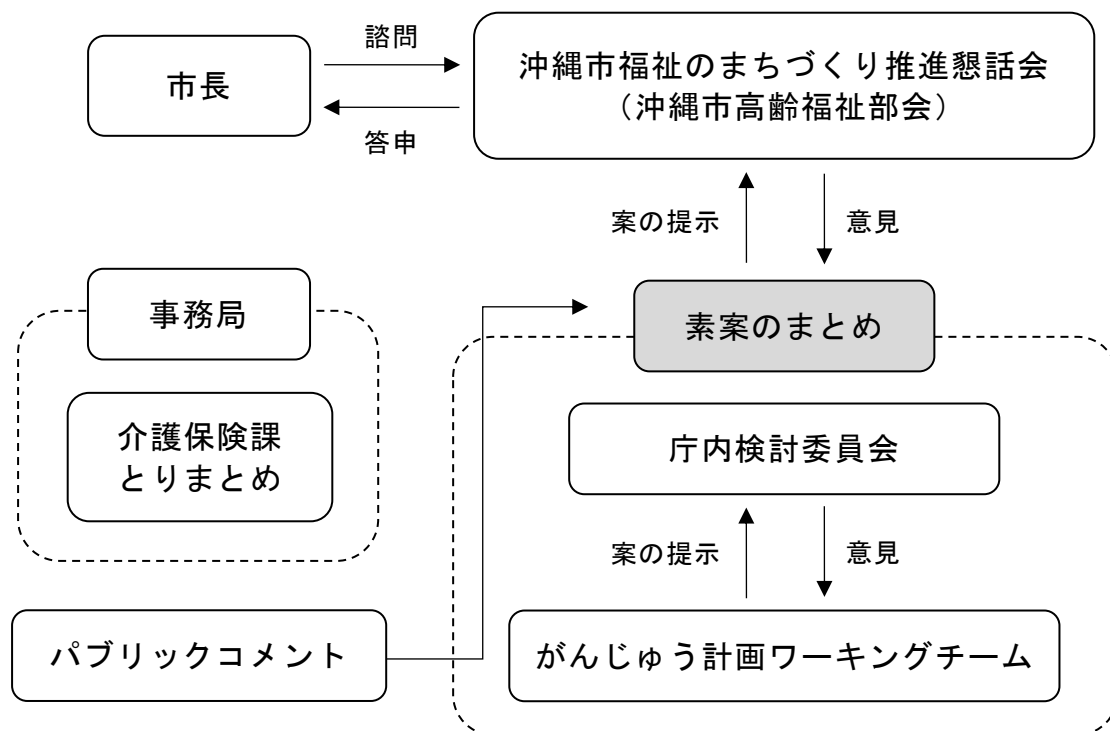 市長
諮問
答申
沖縄市福祉のまちづくり推進懇話会
（沖縄市高齢福祉部会）
案の提示
意見
事務局
介護保険課
とりまとめ
素案のまとめ
庁内検討委員会
案の提示
意見
パブリックコメント
がんじゅう計画ワーキングチーム